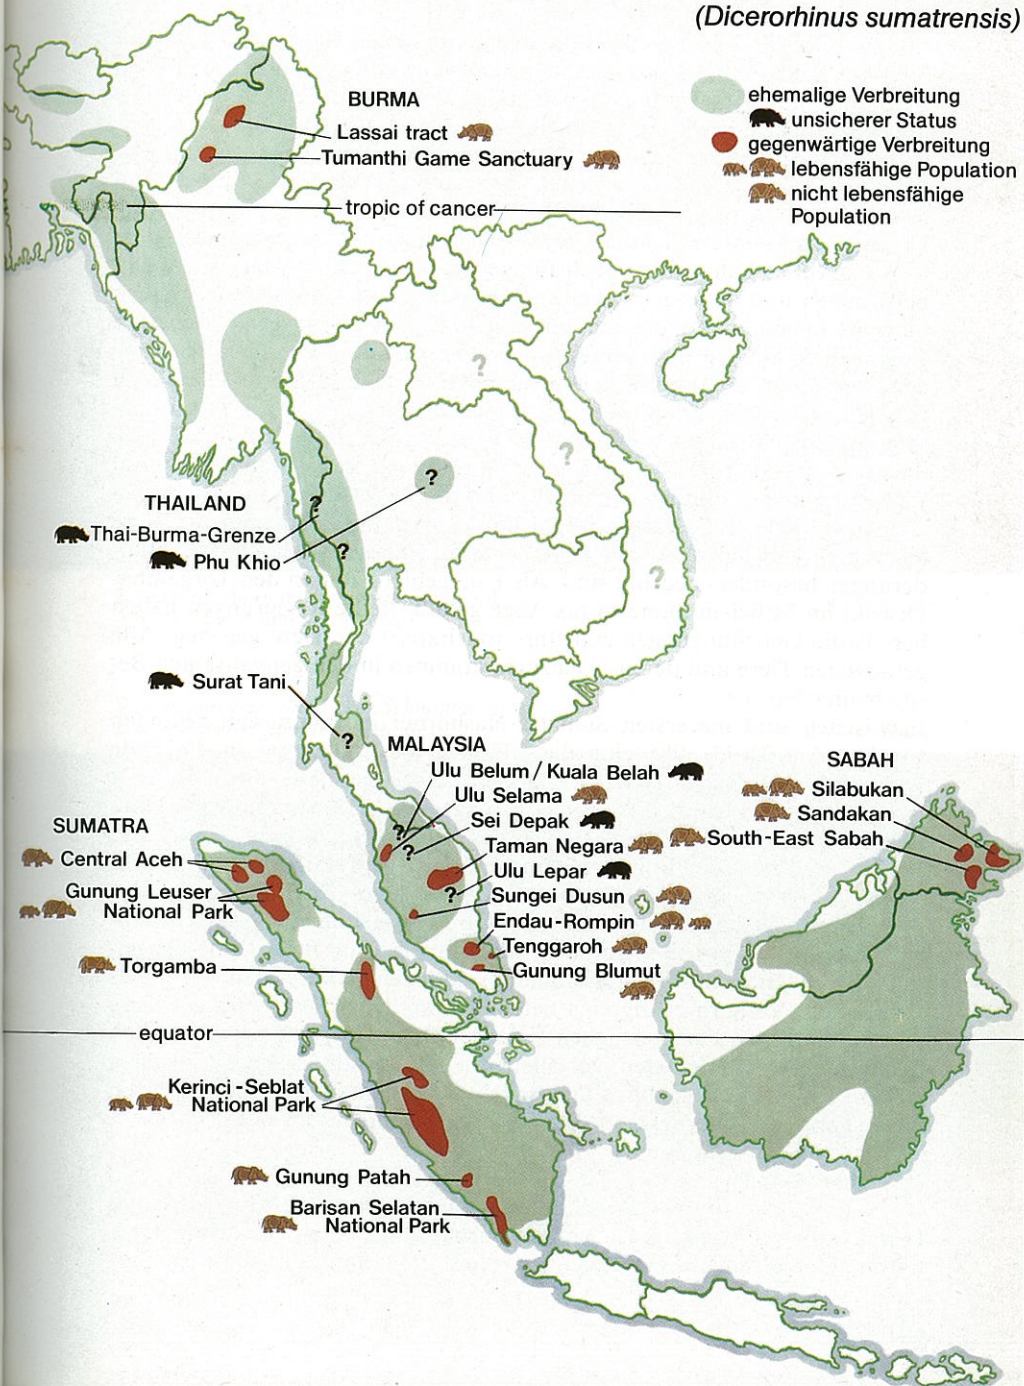 (Dicerorhinus sumatrensis)
ehemalige Verbreitung
unsicherer Status
gegenwärtige Verbreitung
lebensfähige Population
nicht lebensfähige
Population
BURMA
Lassai tract
Tumanthi Game Sanctuary
tropic of cancer
?
?
?
?
?
?
THAILAND
Thai-Burma-Grenze
Phu Khio
Surat Tani
?
MALAYSIA
Ulu Belum / Kuala Belah
Ulu Selama
Sei Depak
Taman Negara
Ulu Lepar
Sungei Dusun
Endau-Rompin
Tenggaroh
Gunung Blumut
?
?
?
SABAH
Silabukan
Sandakan
South-East Sabah
SUMATRA
Central Aceh
Gunung Leuser
National Park
Torgamba
equator
Kerinci-Seblat
National Park
Gunung Patah
Barisan Selatan
National Park